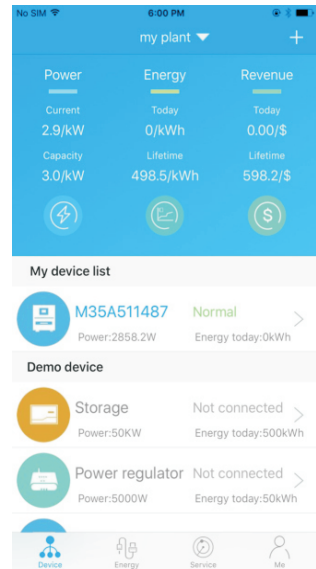 No SIM 6:00 PM
my plant
Power Energy Revenue
Current Today Today
2.9/kW 0/kWh 0.00/$
Capacity Lifetime Lifetime
3.0/kW 498.5/kWh 598.2/$
$
My device list
M35A511487 Normal
Power:2858.2W Energy today:0kWh
Demo device
Storage Not connected
Power:50KW Energy today:500kWh
Power regulator Not connected
Power:5000W Energy today:50kWh
Device Energy Service Me